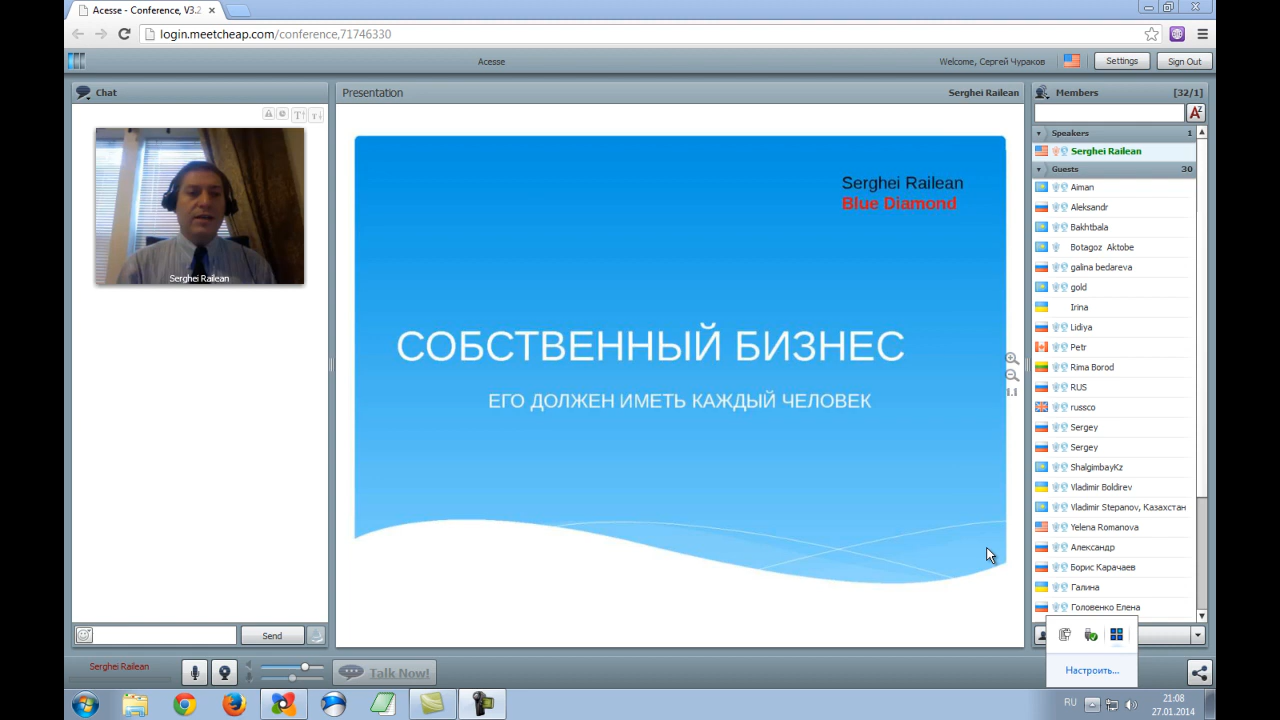 Acesse - Conference, V3.2
login.meetcheap.com/conference,71746330
Acesse
Welcome, Сергей Чураков
Settings
Sign Out
Chat
Serghei Railean
Send
Presentation
Serghei Railean
Serghei Railean
Blue Diamond
СОБСТВЕННЫЙ БИЗНЕС
ЕГО ДОЛЖЕН ИМЕТЬ КАЖДЫЙ ЧЕЛОВЕК
1.1
Members
[32/1]
Speakers 1
Serghei Railean
Guests 30
Aiman
Aleksandr
Bakhtbala
Botagoz Aktobe
galina bedareva
gold
Irina
Lidiya
Petr
Rima Borod
RUS
russco
Sergey
Sergey
ShalgimbayKz
Vladimir Boldirev
Vladimir Stepanov, Казахстан
Yelena Romanova
Александр
Борис Карачаев
Галина
Головенко Елена
Настроить...
Serghei Railean
Talk Now!
RU
21:08
27.01.2014